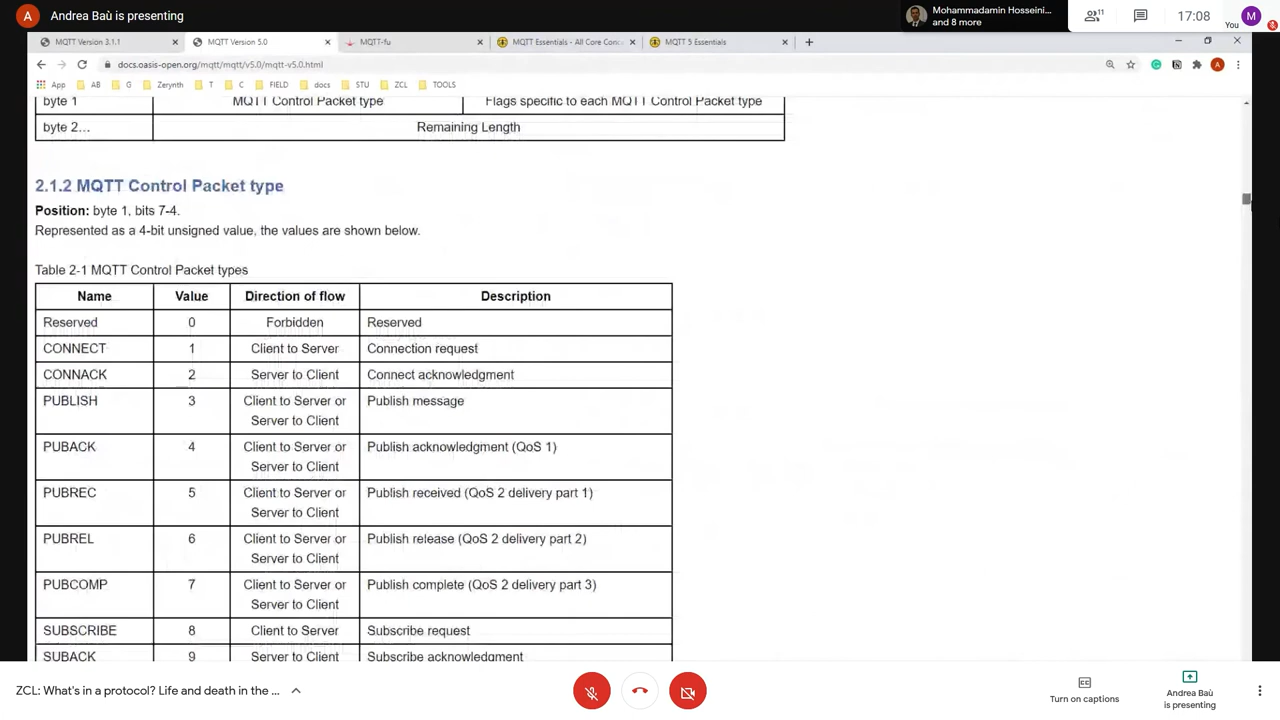 A Andrea Baù is presenting
Mohammadamin Hosseini...
and 8 more
11
17:08
You
M
MQTT Version 3.1.1
MQTT Version 5.0
MQTT-fu
MQTT Essentials - All Core Conc
MQTT 5 Essentials
docs.oasis-open.org/mqtt/mqtt/v5.0/mqtt-v5.0.html
A
App AB G Zerynth T C FIELD docs STU ZCL TOOLS
byte 1 MQTT Control Packet type Flags specific to each MQTT Control Packet type
byte 2... Remaining Length
2.1.2 MQTT Control Packet type
Position: byte 1, bits 7-4.
Represented as a 4-bit unsigned value, the values are shown below.
Table 2-1 MQTT Control Packet types
Name Value Direction of flow Description
Reserved 0 Forbidden Reserved
CONNECT 1 Client to Server Connection request
CONNACK 2 Server to Client Connect acknowledgment
PUBLISH 3 Client to Server or Publish message
Server to Client
PUBACK 4 Client to Server or Publish acknowledgment (QoS 1)
Server to Client
PUBREC 5 Client to Server or Publish received (QoS 2 delivery part 1)
Server to Client
PUBREL 6 Client to Server or Publish release (QoS 2 delivery part 2)
Server to Client
PUBCOMP 7 Client to Server or Publish complete (QoS 2 delivery part 3)
Server to Client
SUBSCRIBE 8 Client to Server Subscribe request
SUBACK 9 Server to Client Subscribe acknowledgment
ZCL: What's in a protocol? Life and death in the ...
CC
Turn on captions
Andrea Baù
is presenting